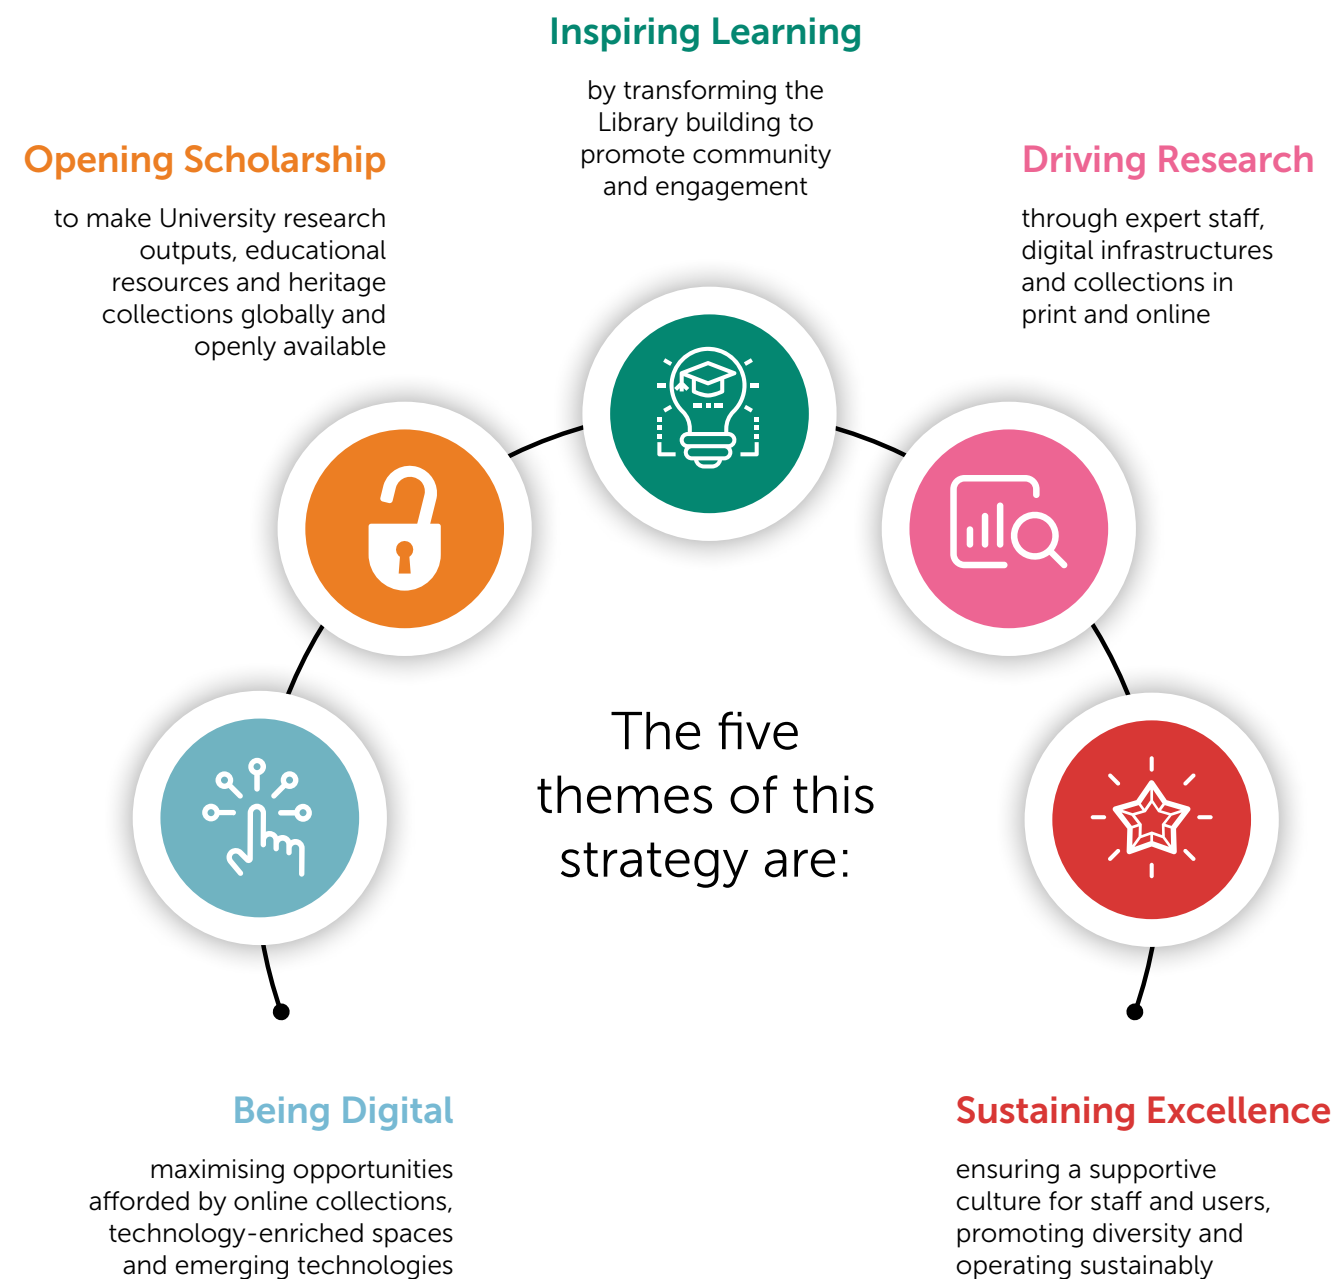 Inspiring Learning
by transforming the
Library building to
promote community
and engagement
Opening Scholarship
to make University research
outputs, educational
resources and heritage
collections globally and
openly available
Driving Research
through expert staff,
digital infrastructures
and collections in
print and online
The five
themes of this
strategy are:
Being Digital
maximising opportunities
afforded by online collections,
technology-enriched spaces
and emerging technologies
Sustaining Excellence
ensuring a supportive
culture for staff and users,
promoting diversity and
operating sustainably